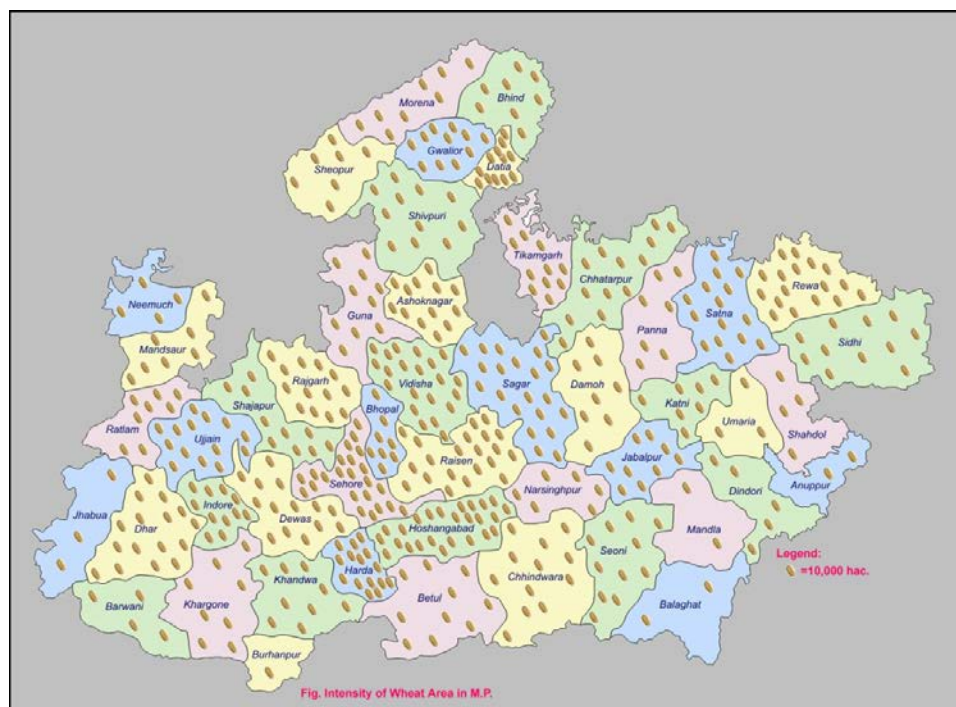 Morena
Bhind
Gwalior
Sheopur
Datia
Shivpuri
Tikamgarh
Chhatarpur
Rewa
Neemuch
Ashoknagar
Guna
Panna
Satna
Sidhi
Mandsaur
Rajgarh
Vidisha
Sagar
Damoh
Katni
Shajapur
Bhopal
Umaria
Ratlam
Ujjain
Shahdol
Raisen
Jabalpur
Sehore
Narsinghpur
Dindori
Anuppur
Jhabua
Indore
Dhar
Dewas
Hoshangabad
Mandla
Seoni
Legend:
=10,000 hac.
Harda
Khandwa
Chhindwara
Barwani
Khargone
Betul
Balaghat
Burhanpur
Fig. Intensity of Wheat Area in M.P.